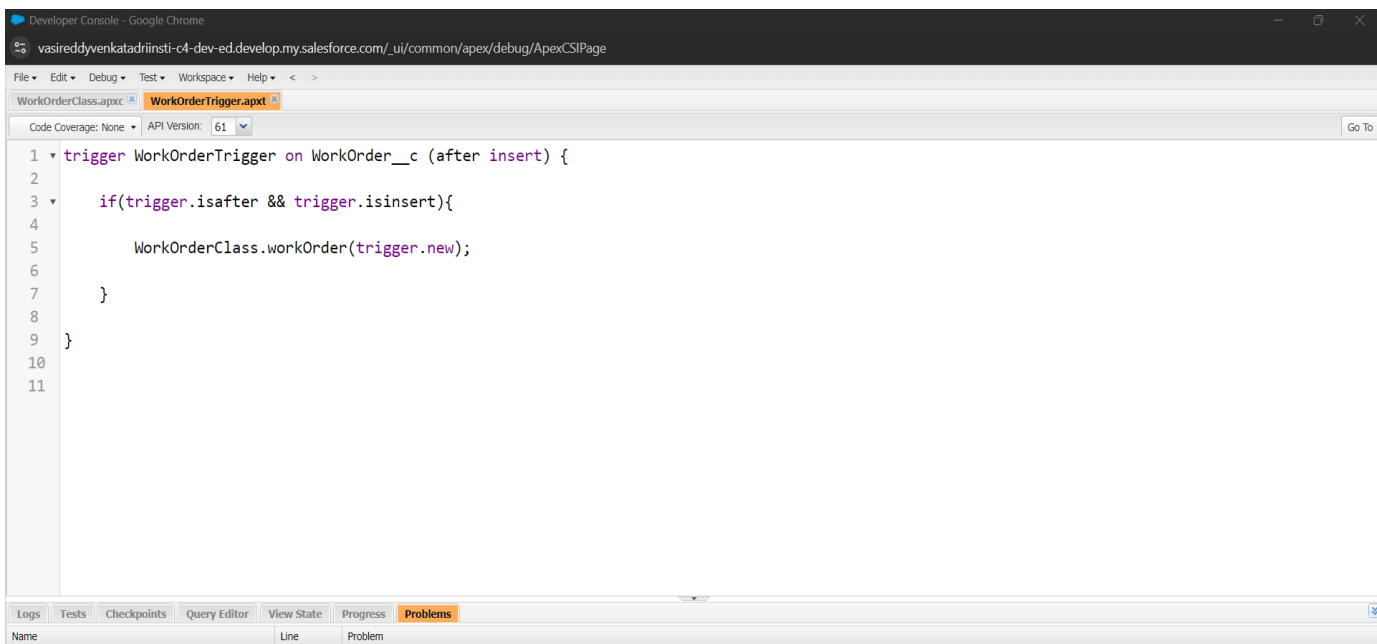 Developer Console - Google Chrome
vasireddyvenkatadriinsti-c4-dev-ed.develop.my.salesforce.com/_ui/common/apex/debug/ApexCSIPage
File Edit Debug Test Workspace Help < >
WorkOrderClass.apxc WorkOrderTrigger.apxt
Code Coverage: None API Version: 61 Go To
1 trigger WorkOrderTrigger on WorkOrder__c (after insert) {
2
3 if(trigger.isafter && trigger.isinsert){
4
5 WorkOrderClass.workOrder(trigger.new);
6
7 }
8
9 }
10
11
Logs Tests Checkpoints Query Editor View State Progress Problems
Name Line Problem